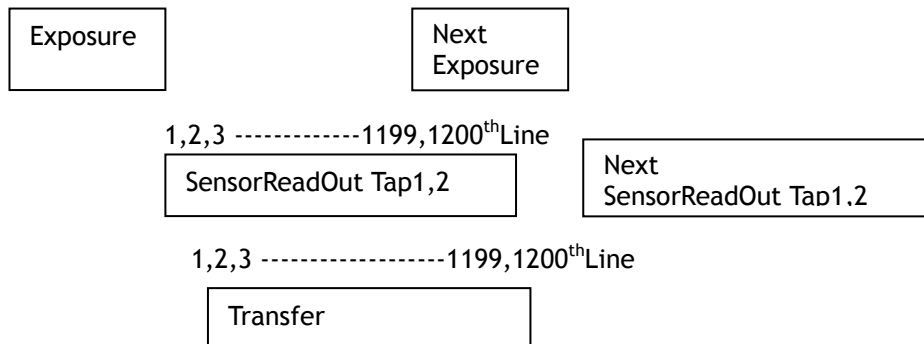 Exposure
Next
Exposure
1,2,3 -------------1199,1200thLine
SensorReadOut Tap1,2
Next
SensorReadOut Tap1,2
1,2,3 -------------------1199,1200thLine
Transfer